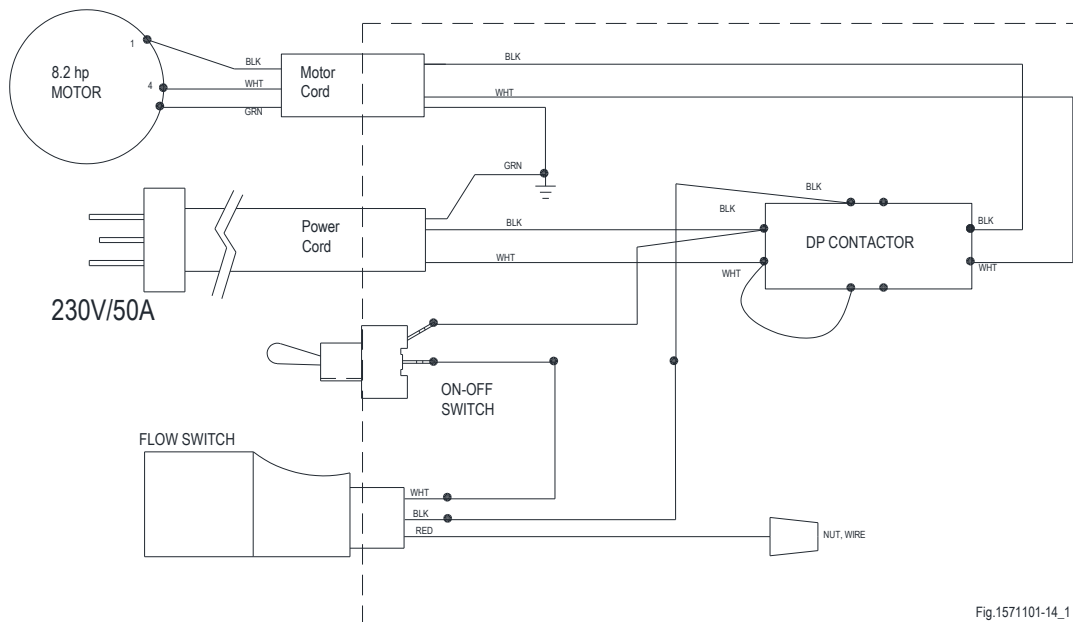 8.2 hp
MOTOR
1
4
BLK
WHT
GRN
Motor
Cord
BLK
WHT
GRN
Power
Cord
BLK
WHT
230V/50A
BLK
BLK
WHT
DP CONTACTOR
BLK
WHT
ON-OFF
SWITCH
FLOW SWITCH
WHT
BLK
RED
NUT, WIRE
Fig.1571101-14_1